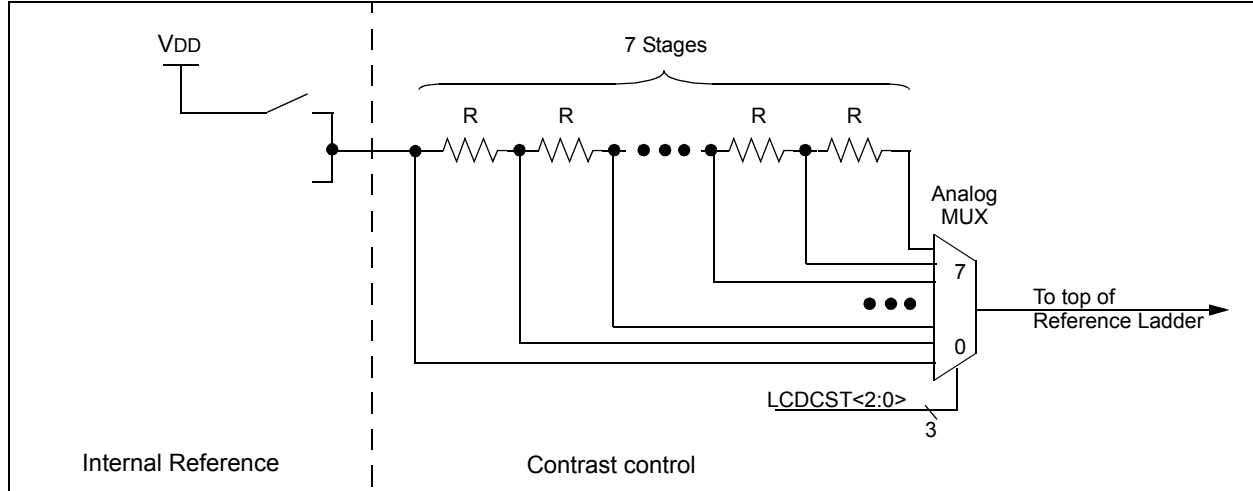 VDD
7 Stages
R
R
R
R
Analog
MUX
7
To top of
Reference Ladder
0
LCDCST<2:0>
3
Internal Reference
Contrast control